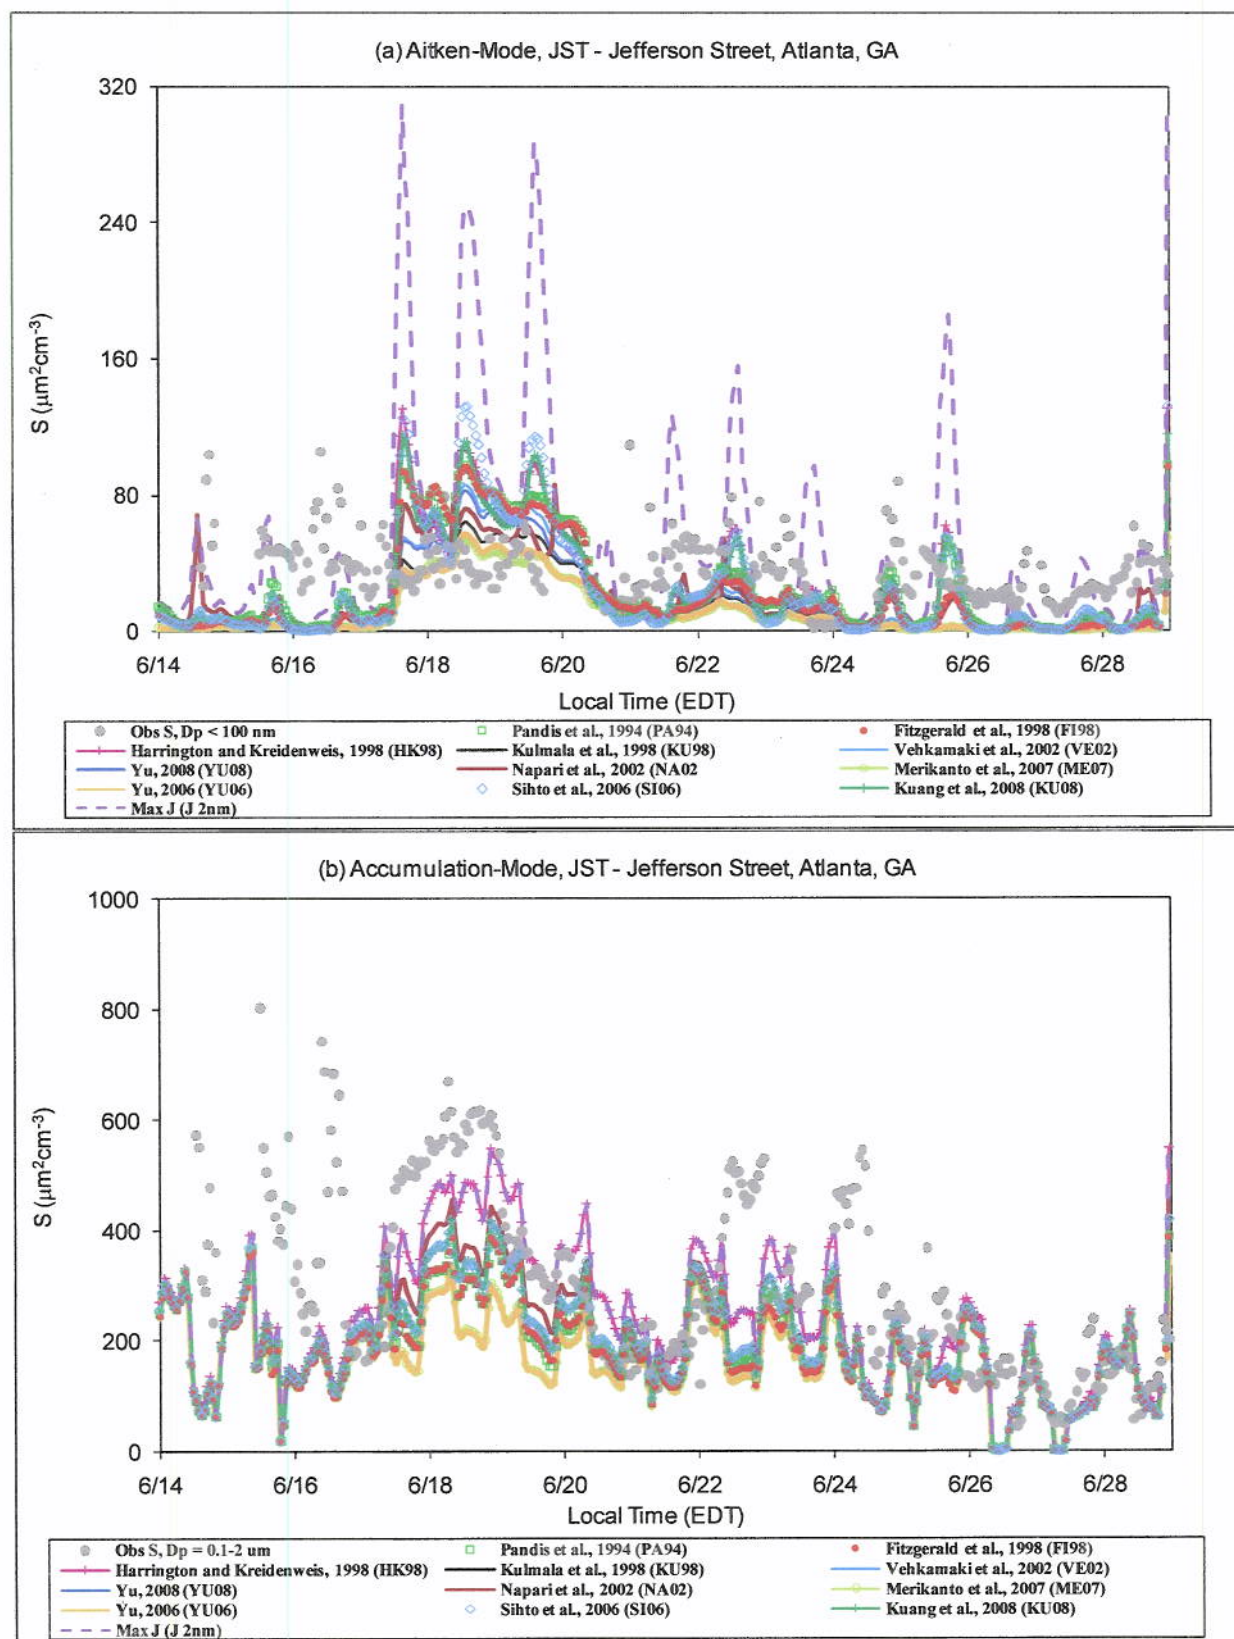 (a) Aitken-Mode, JST - Jefferson Street, Atlanta, GA
320
240
160
80
0
S (µm²cm⁻³)
6/14 6/16 6/18 6/20 6/22 6/24 6/26 6/28
Local Time (EDT)
Obs S, Dp < 100 nm Pandis et al., 1994 (PA94) Fitzgerald et al., 1998 (FI98)
Harrington and Kreidenweis, 1998 (HK98) Kulmala et al., 1998 (KU98) Vehkamaki et al., 2002 (VE02)
Yu, 2008 (YU08) Napari et al., 2002 (NA02 Merikanto et al., 2007 (ME07)
Yu, 2006 (YU06) Sihto et al., 2006 (SI06) Kuang et al., 2008 (KU08)
Max J (J 2nm)
(b) Accumulation-Mode, JST - Jefferson Street, Atlanta, GA
1000
800
600
400
200
0
S (µm²cm⁻³)
6/14 6/16 6/18 6/20 6/22 6/24 6/26 6/28
Local Time (EDT)
Obs S, Dp = 0.1-2 um Pandis et al., 1994 (PA94) Fitzgerald et al., 1998 (FI98)
Harrington and Kreidenweis, 1998 (HK98) Kulmala et al., 1998 (KU98) Vehkamaki et al., 2002 (VE02)
Yu, 2008 (YU08) Napari et al., 2002 (NA02) Merikanto et al., 2007 (ME07)
Yu, 2006 (YU06) Sihto et al., 2006 (SI06) Kuang et al., 2008 (KU08)
Max J (J 2nm)